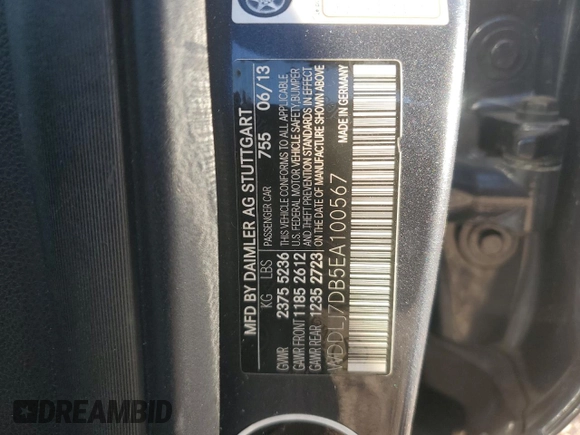 MFD BY DAIMLER AG STUTTGART
KG LBS PASSENGER CAR 755 06/13
GVWR 2375 5236 THIS VEHICLE CONFORMS TO ALL APPLICABLE
GAWR FRONT 1185 2612 U.S. FEDERAL MOTOR VEHICLE SAFETY, BUMPER
GAWR REAR 1235 2723 AND THEFT PREVENTION STANDARDS IN EFFECT
ON THE DATE OF MANUFACTURE SHOWN ABOVE
WDDLJ7DB5EA100567 MADE IN GERMANY
DREAMBID